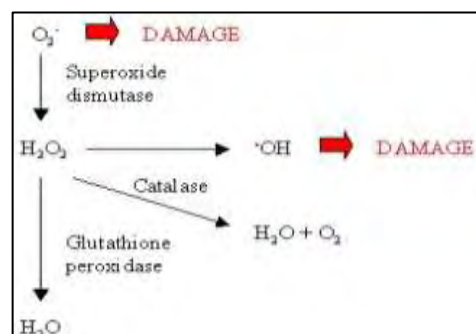 O₂˙ DAMAGE
Superoxide
dismutase
H₂O₂ ˙OH DAMAGE
Catalase
H₂O + O₂
Glutathione
peroxidase
H₂O